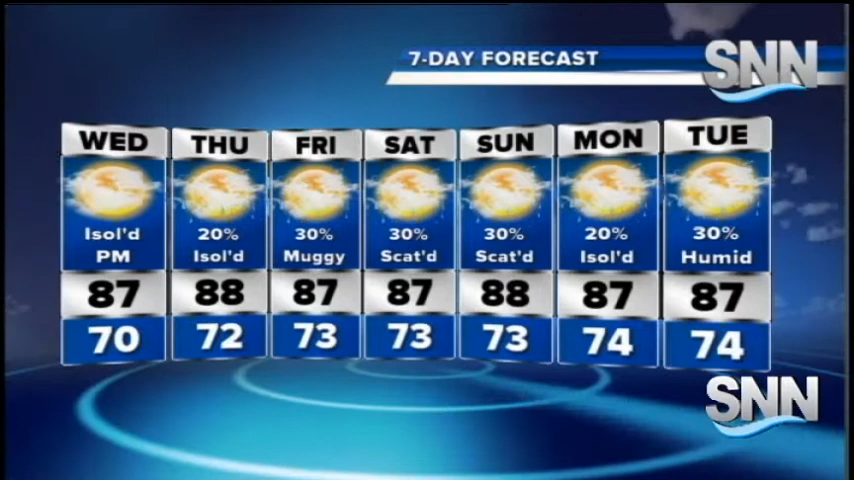 7-DAY FORECAST
SNN
WED THU FRI SAT SUN MON TUE
Isol'd 20% 30% 30% 30% 20% 30%
PM Isol'd Muggy Scat'd Scat'd Isol'd Humid
87 88 87 87 88 87 87
70 72 73 73 73 74 74
SNN